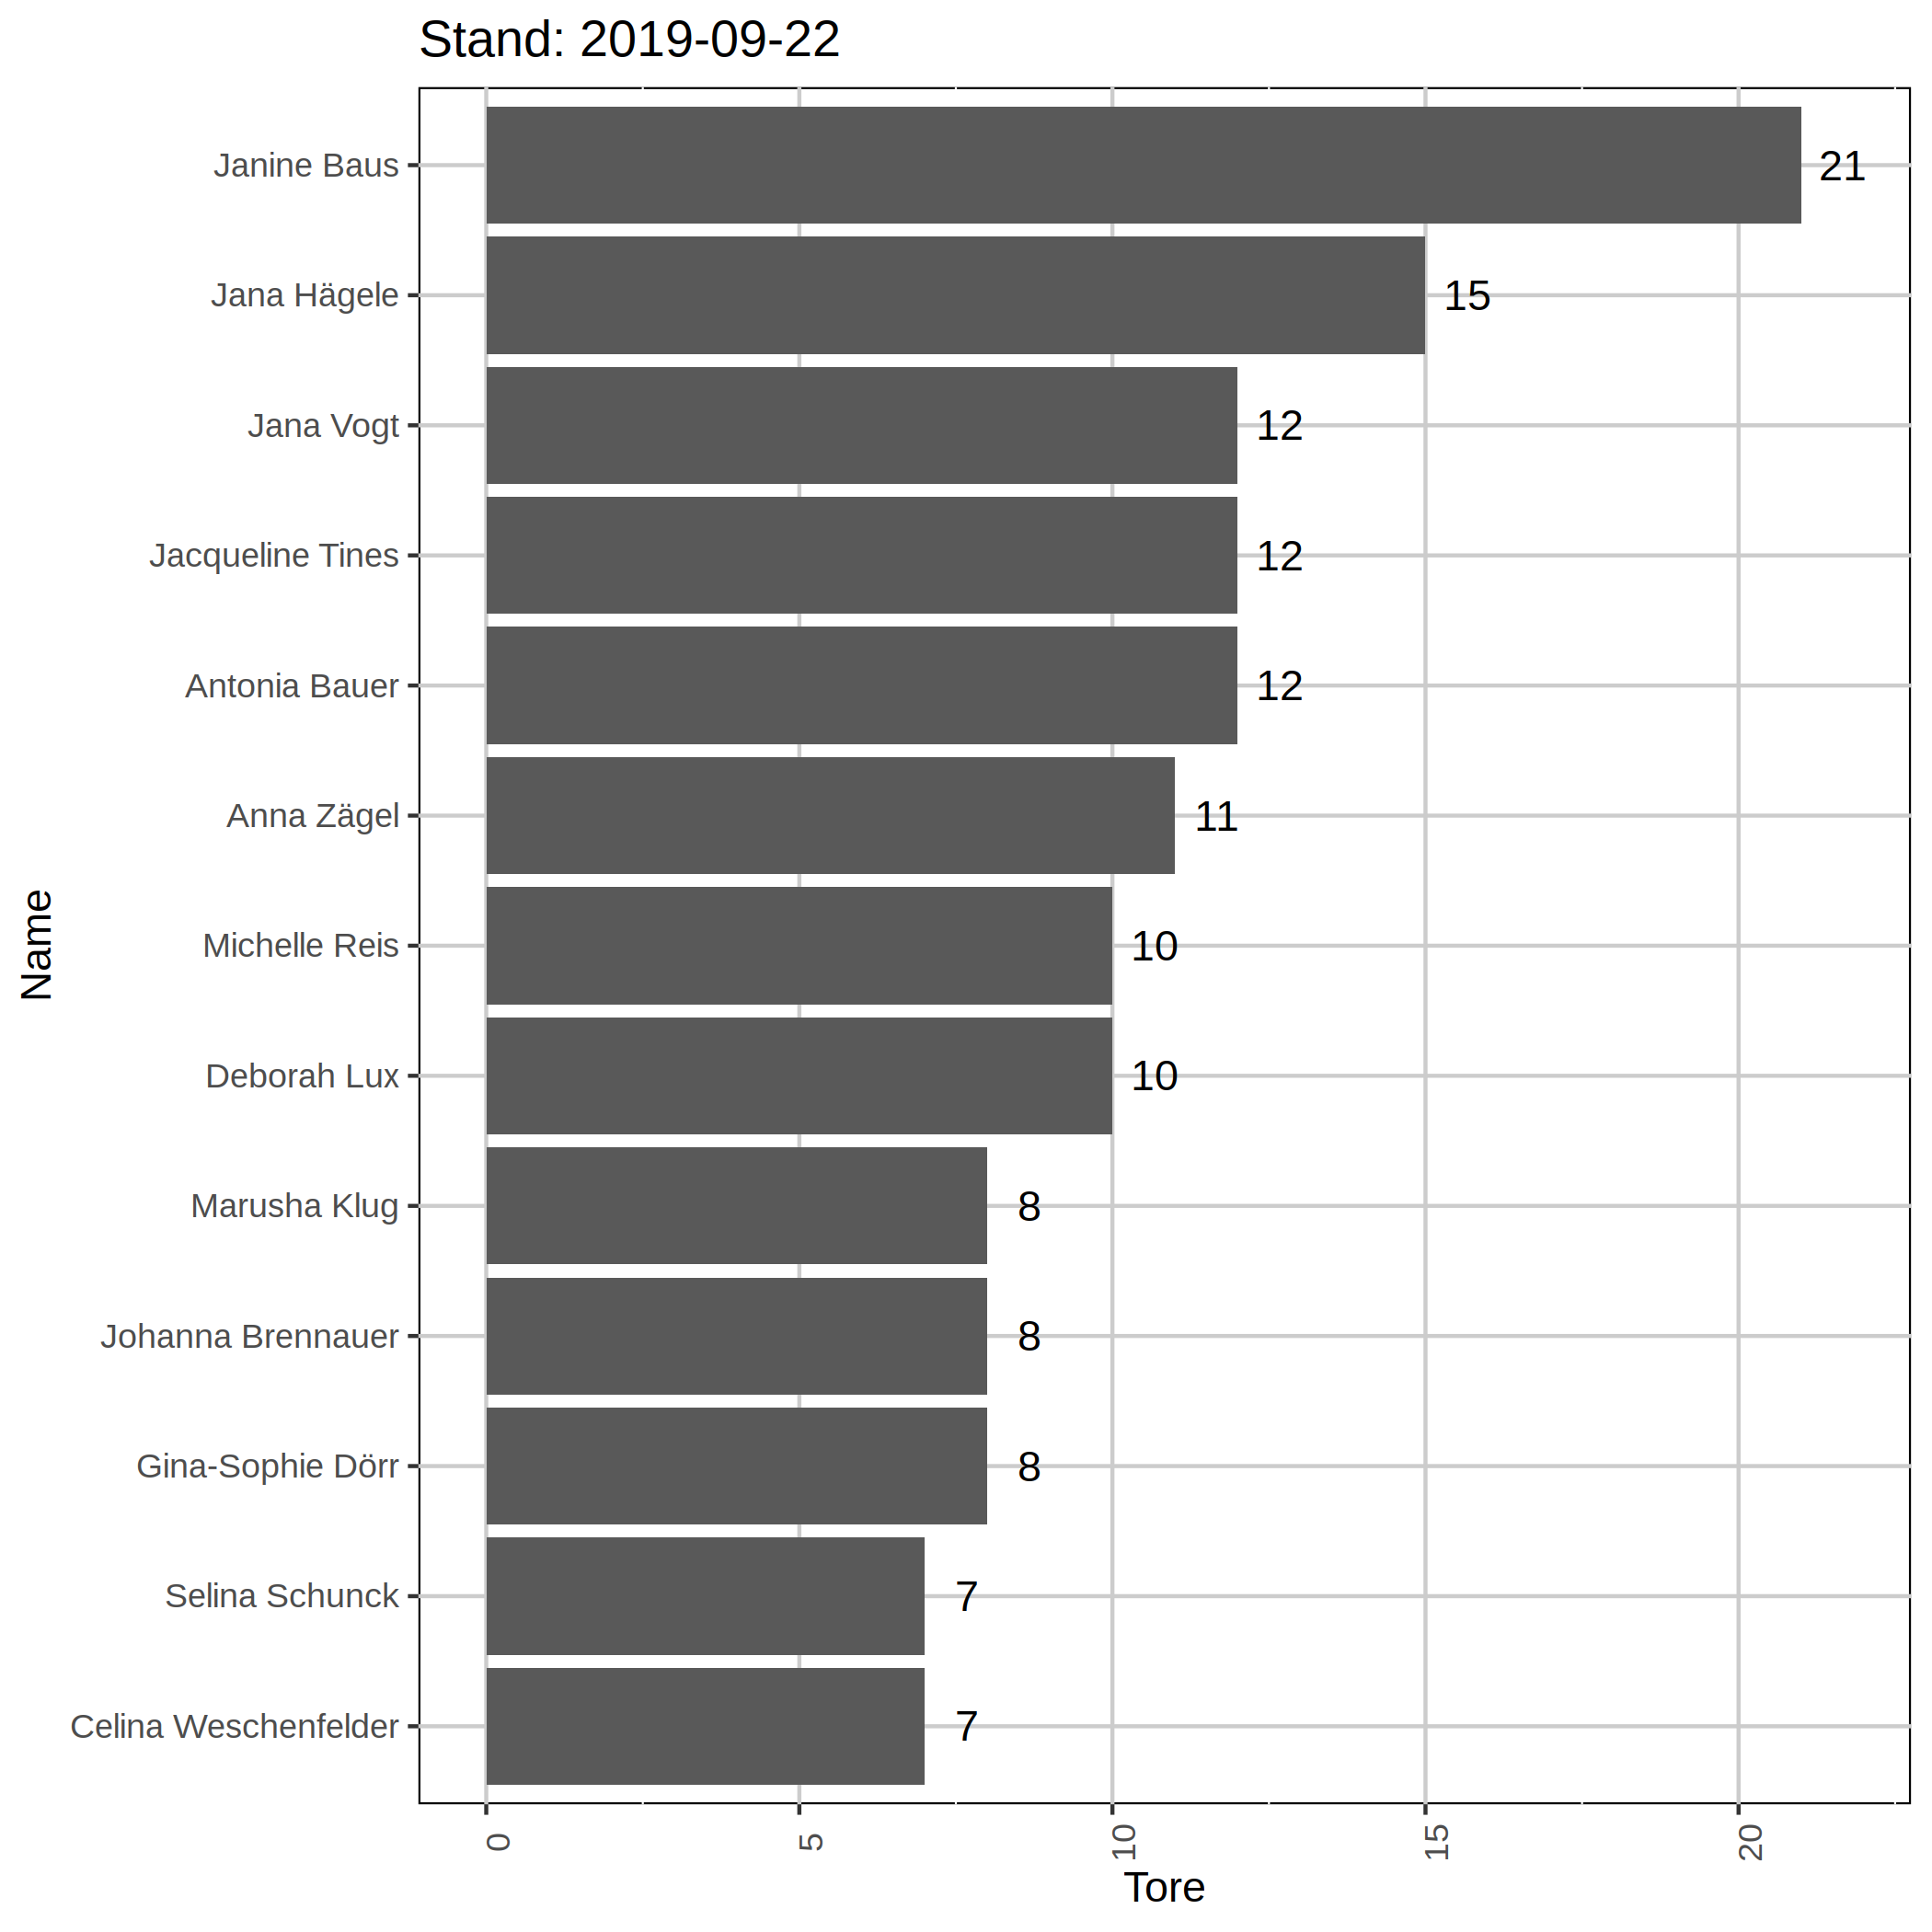 Stand: 2019-09-22
Janine Baus 21
Jana Hägele 15
Jana Vogt 12
Jacqueline Tines 12
Antonia Bauer 12
Anna Zägel 11
Michelle Reis 10
Deborah Lux 10
Marusha Klug 8
Johanna Brennauer 8
Gina-Sophie Dörr 8
Selina Schunck 7
Celina Weschenfelder 7
Name
0 5 10 15 20
Tore